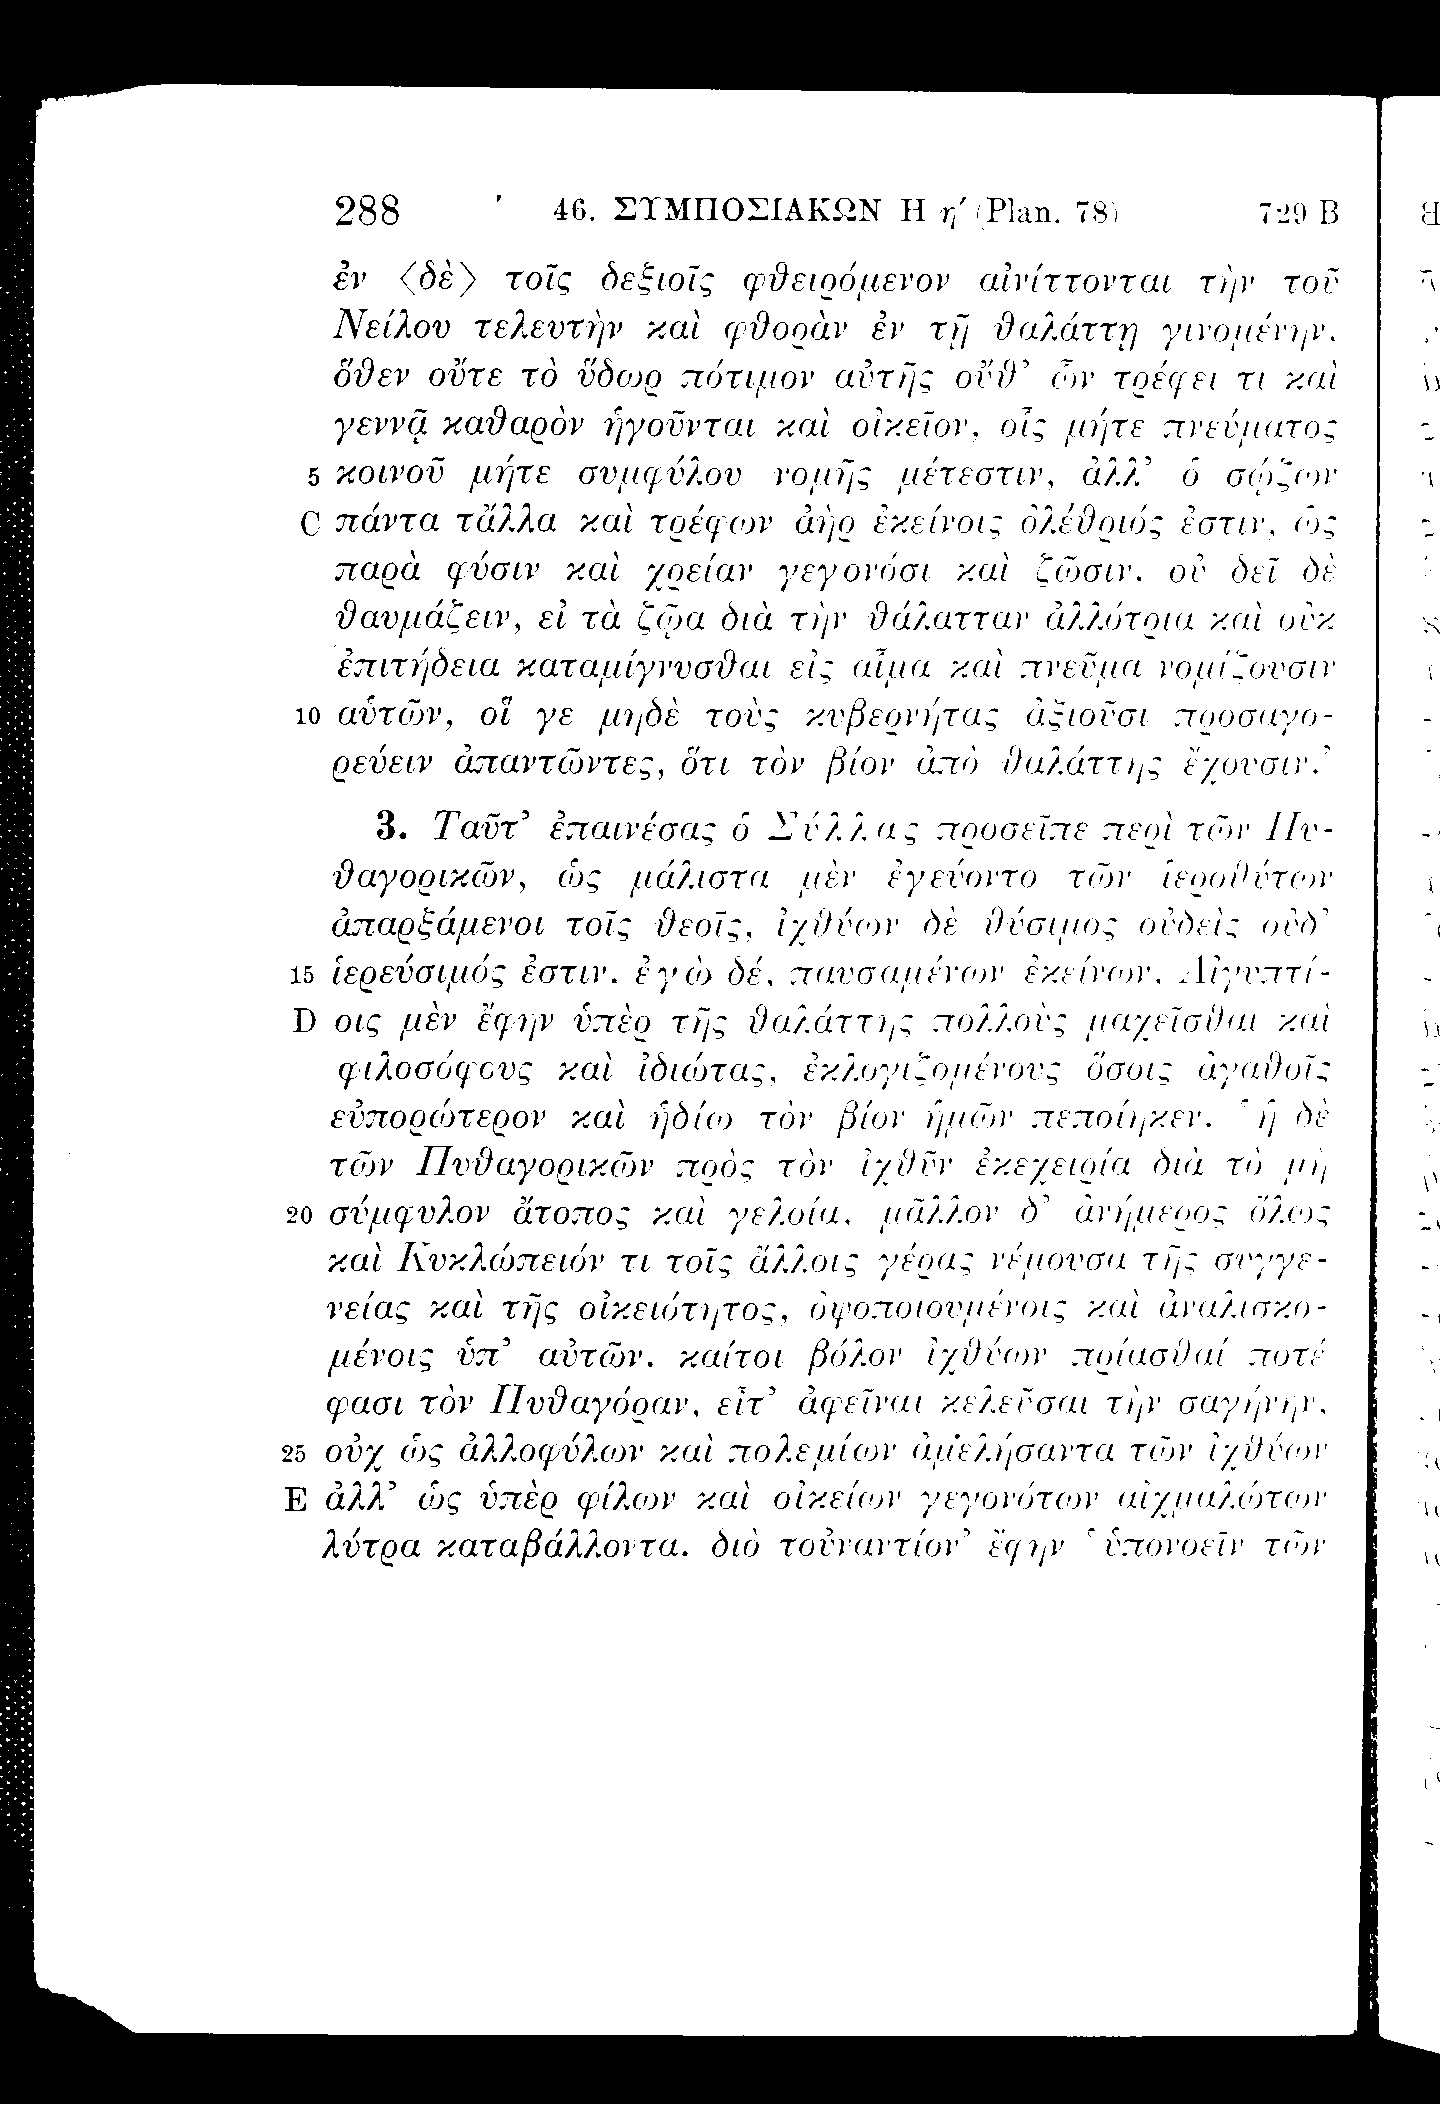 288 46. ΣΥΜΠΟΣΙΑΚΩΝ Η η′ (Plan. 78) 729 B
ἐν 〈δὲ〉 τοῖς δεξιοῖς φθειρόμενον αἰνίττονται τὴν τοῦ
Νείλου τελευτὴν καὶ φθορὰν ἐν τῇ θαλάττῃ γινομένην.
ὅθεν οὔτε τὸ ὕδωρ πότιμον αὐτῆς οὔθ’ ὧν τρέφει τι καὶ
γεννᾷ καθαρὸν ἡγοῦνται καὶ οἰκεῖον, οἷς μήτε πνεύματος
5 κοινοῦ μήτε συμφύλου νομῆς μέτεστιν, ἀλλ’ ὁ σῴζων
C πάντα τἄλλα καὶ τρέφων ἀὴρ ἐκείνοις ὀλέθριός ἐστιν, ὡς
παρὰ φύσιν καὶ χρείαν γεγονόσι καὶ ζῶσιν. οὐ δεῖ δὲ
θαυμάζειν, εἰ τὰ ζῷα διὰ τὴν θάλατταν ἀλλότρια καὶ οὐκ
ἐπιτήδεια καταμίγνυσθαι εἰς αἷμα καὶ πνεῦμα νομίζουσιν
10 αὑτῶν, οἵ γε μηδὲ τοὺς κυβερνήτας ἀξιοῦσι προσαγο-
ρεύειν ἀπαντῶντες, ὅτι τὸν βίον ἀπὸ θαλάττης ἔχουσιν.’
3. Ταῦτ’ ἐπαινέσας ὁ Σύλλας προσεῖπε περὶ τῶν Πυ-
θαγορικῶν, ὡς μάλιστα μὲν ἐγεύοντο τῶν ἱεροθύτων
ἀπαρξάμενοι τοῖς θεοῖς, ἰχθύων δὲ θύσιμος οὐδεὶς οὐδ’
15 ἱερεύσιμός ἐστιν. ἐγὼ δέ, παυσαμένων ἐκείνων, Αἰγυπτί-
D οις μὲν ἔφην ὑπὲρ τῆς θαλάττης πολλοὺς μαχεῖσθαι καὶ
φιλοσόφους καὶ ἰδιώτας, ἐκλογιζομένους ὅσοις ἀγαθοῖς
εὐπορώτερον καὶ ἡδίω τὸν βίον ἡμῶν πεποίηκεν. ‘ἡ δὲ
τῶν Πυθαγορικῶν πρὸς τὸν ἰχθῦν ἐκεχειρία διὰ τὸ μὴ
20 σύμφυλον ἄτοπος καὶ γελοία, μᾶλλον δ’ ἀνήμερος ὅλως
καὶ Κυκλώπειόν τι τοῖς ἄλλοις γέρας νέμουσα τῆς συγγε-
νείας καὶ τῆς οἰκειότητος, ὀψοποιουμένοις καὶ ἀναλισκο-
μένοις ὑπ’ αὐτῶν. καίτοι βόλον ἰχθύων πρίασθαί ποτέ
φασι τὸν Πυθαγόραν, εἶτ’ ἀφεῖναι κελεῦσαι τὴν σαγήνην,
25 οὐχ ὡς ἀλλοφύλων καὶ πολεμίων ἀμελήσαντα τῶν ἰχθύων
E ἀλλ’ ὡς ὑπὲρ φίλων καὶ οἰκείων γεγονότων αἰχμαλώτων
λύτρα καταβάλλοντα. διὸ τοὐναντίον’ ἔφην ‘ὑπονοεῖν τῶν